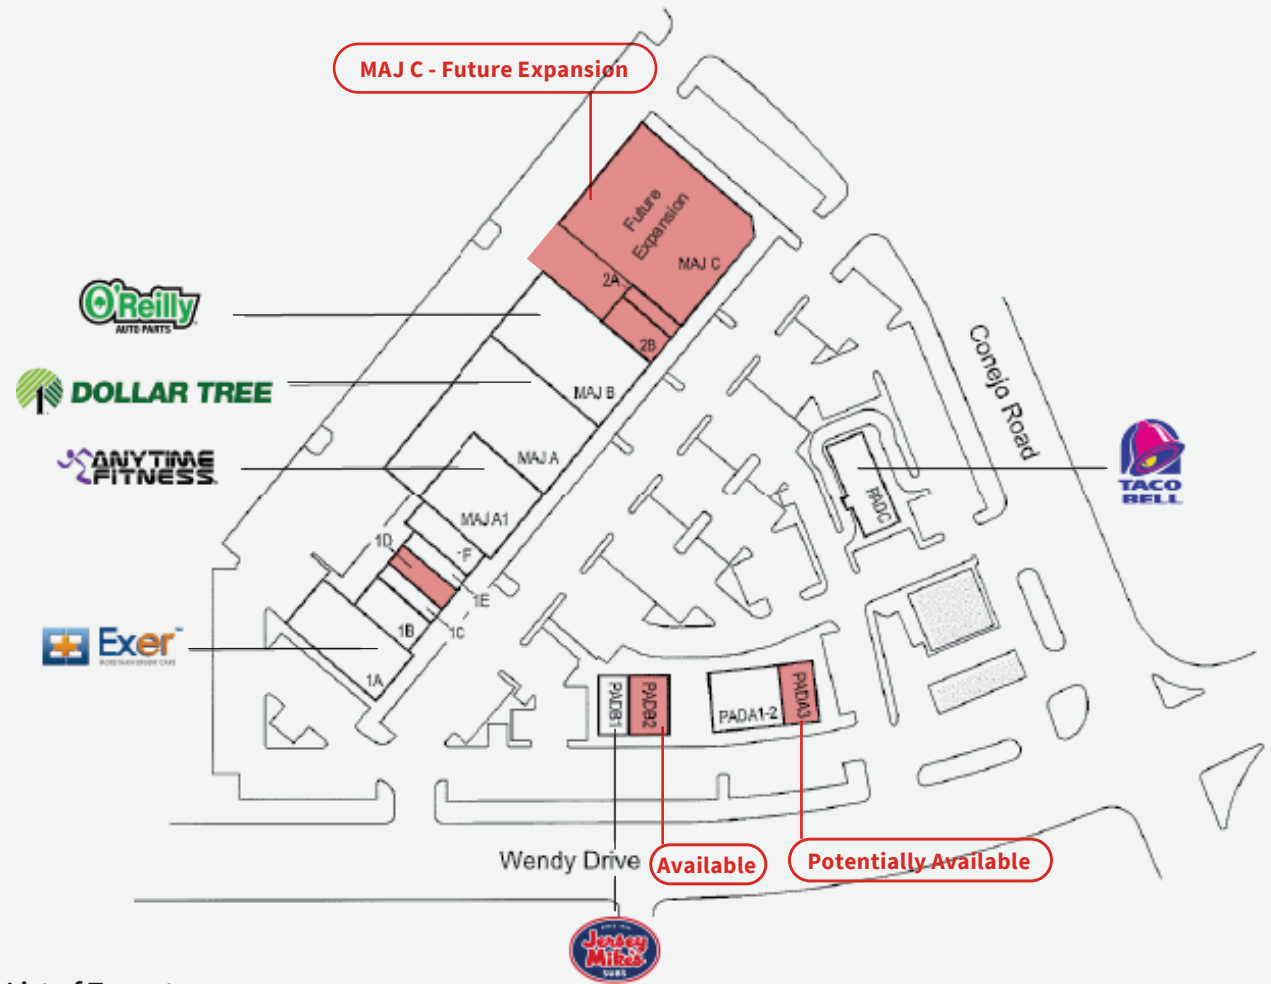 MAJ C - Future Expansion
Future
Expansion
MAJ C
2A
2B
O'Reilly
AUTO PARTS
DOLLAR TREE
MAJ B
ANYTIME
FITNESS
MAJ A
MAJ A1
Conejo Road
TACO
BELL
PADC
1D
1F
1E
1C
1B
1A
Exer
PADB1
PADB2
PADA1-2
PADA3
Wendy Drive
Available
Potentially Available
Jersey
Mike's
SUBS